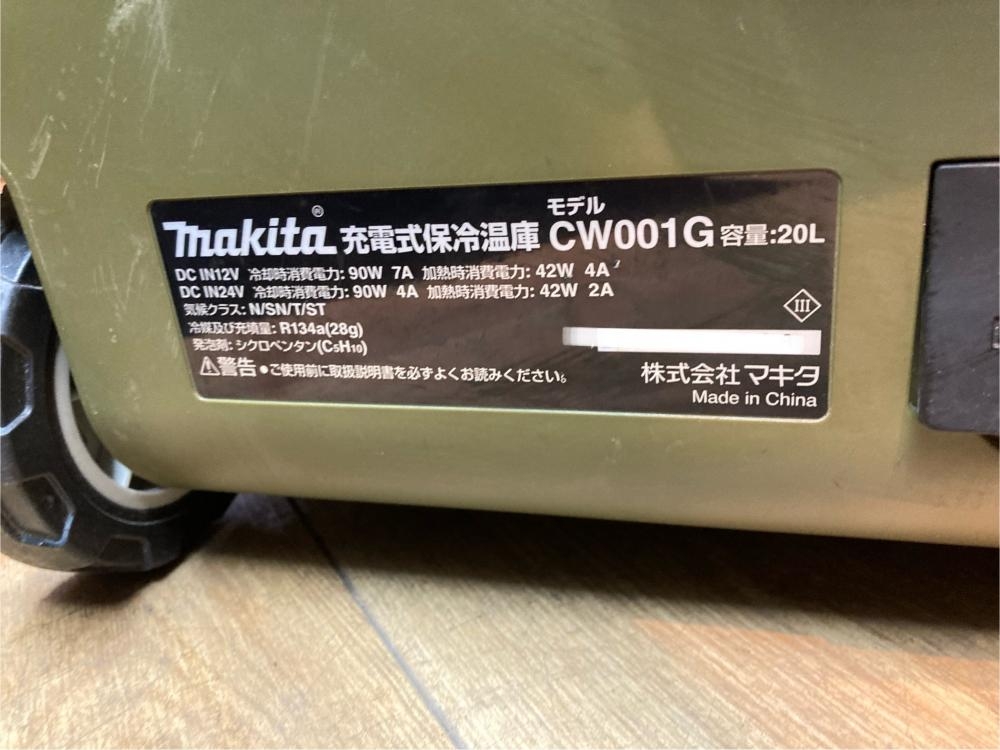 makita® 充電式保冷温庫 モデル CW001G 容量:20L
DC IN12V 冷却時消費電力: 90W 7A 加熱時消費電力: 42W 4A
DC IN24V 冷却時消費電力: 90W 4A 加熱時消費電力: 42W 2A
気候クラス: N/SN/T/ST
冷媒及び充填量: R134a(28g)
発泡剤: シクロペンタン(C5H10)
III
⚠警告 ●ご使用前に取扱説明書を必ずよくお読みください。
株式会社 マキタ
Made in China